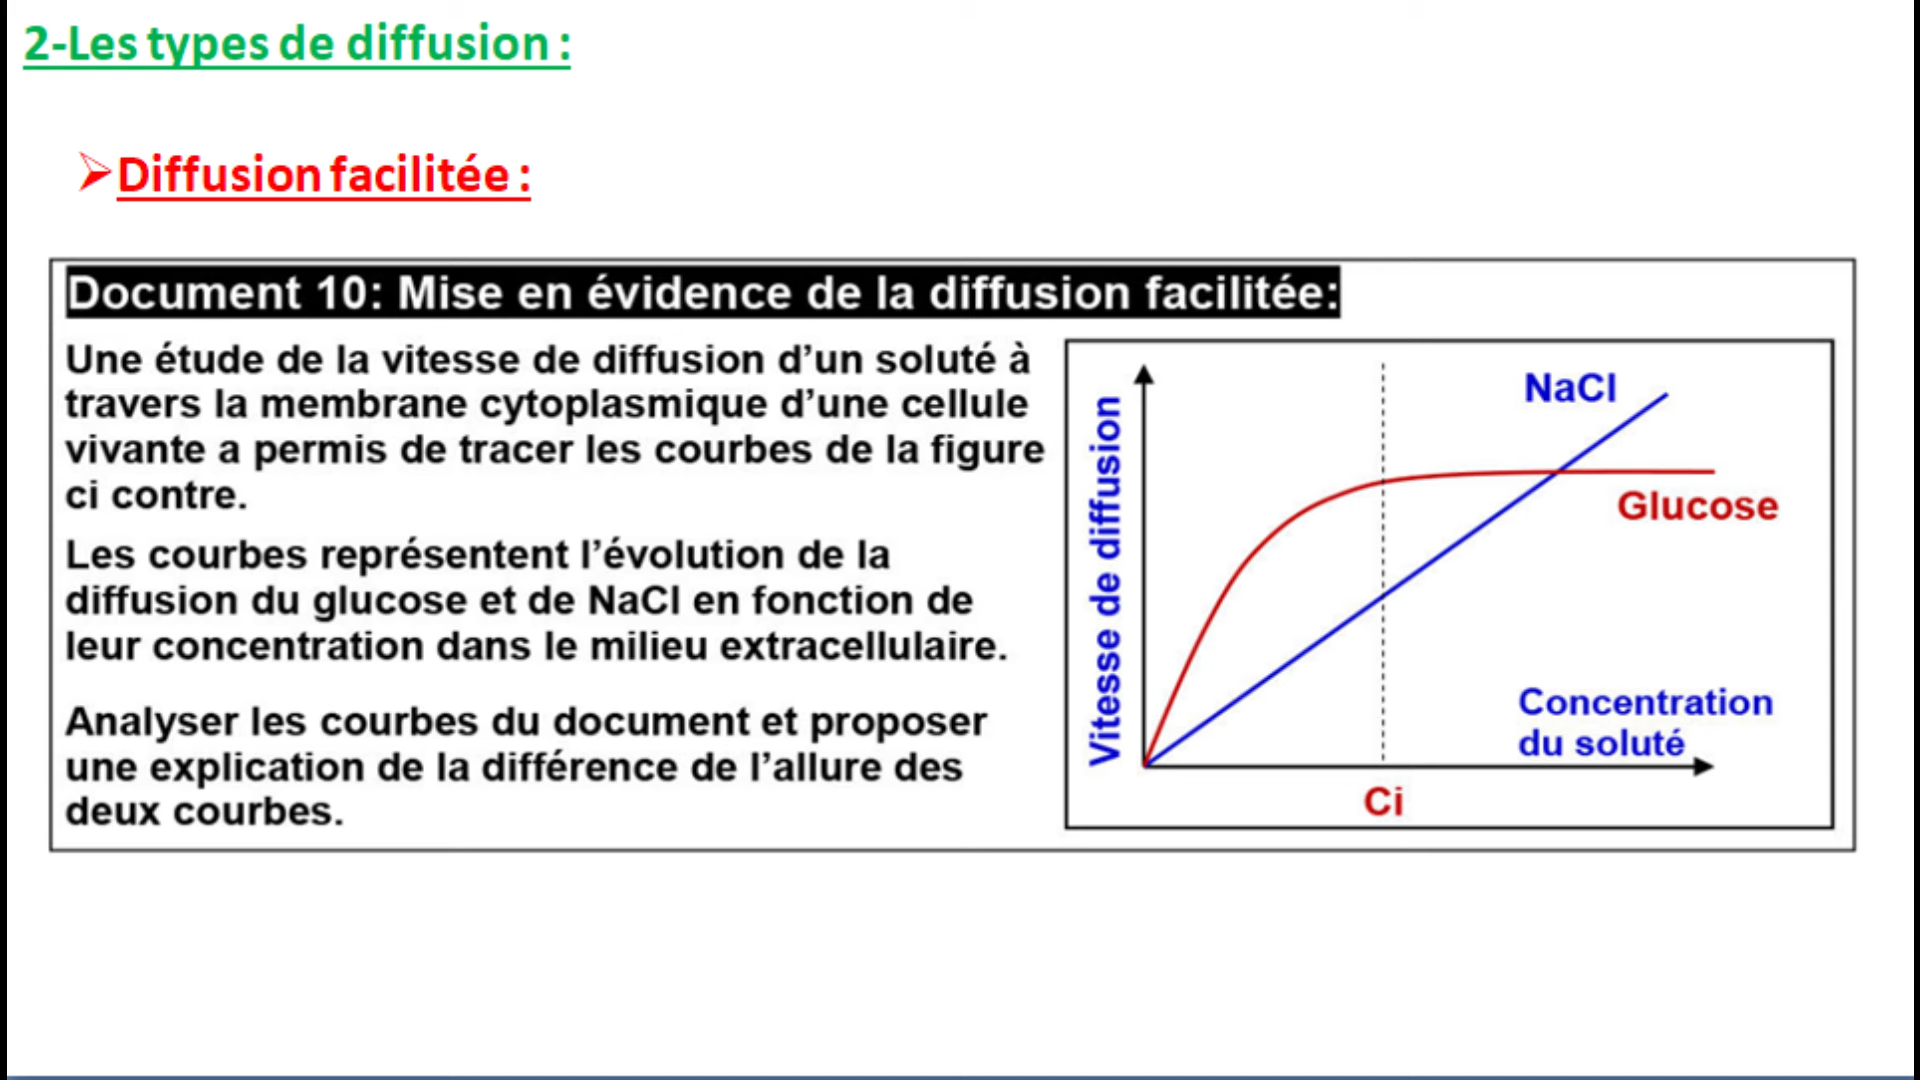 2-Les types de diffusion :
Diffusion facilitée :
Document 10: Mise en évidence de la diffusion facilitée:
Une étude de la vitesse de diffusion d’un soluté à
travers la membrane cytoplasmique d’une cellule
vivante a permis de tracer les courbes de la figure
ci contre.
Les courbes représentent l’évolution de la
diffusion du glucose et de NaCl en fonction de
leur concentration dans le milieu extracellulaire.
Analyser les courbes du document et proposer
une explication de la différence de l’allure des
deux courbes.
Vitesse de diffusion
NaCl
Glucose
Concentration
du soluté
Ci